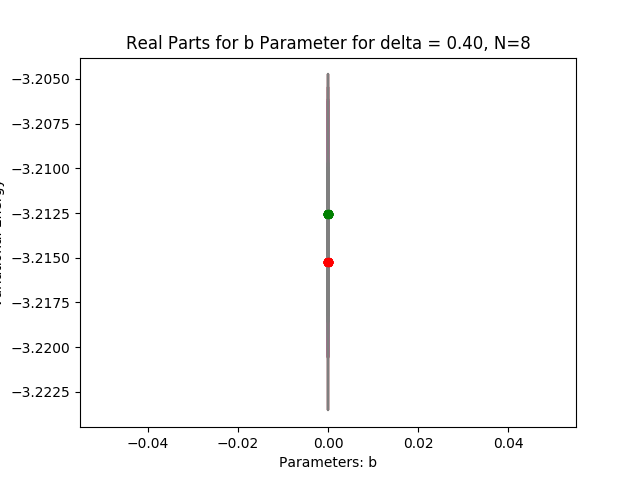 Real Parts for b Parameter for delta = 0.40, N=8
−3.2050
−3.2075
−3.2100
−3.2125
−3.2150
−3.2175
−3.2200
−3.2225
−0.04 −0.02 0.00 0.02 0.04
Parameters: b